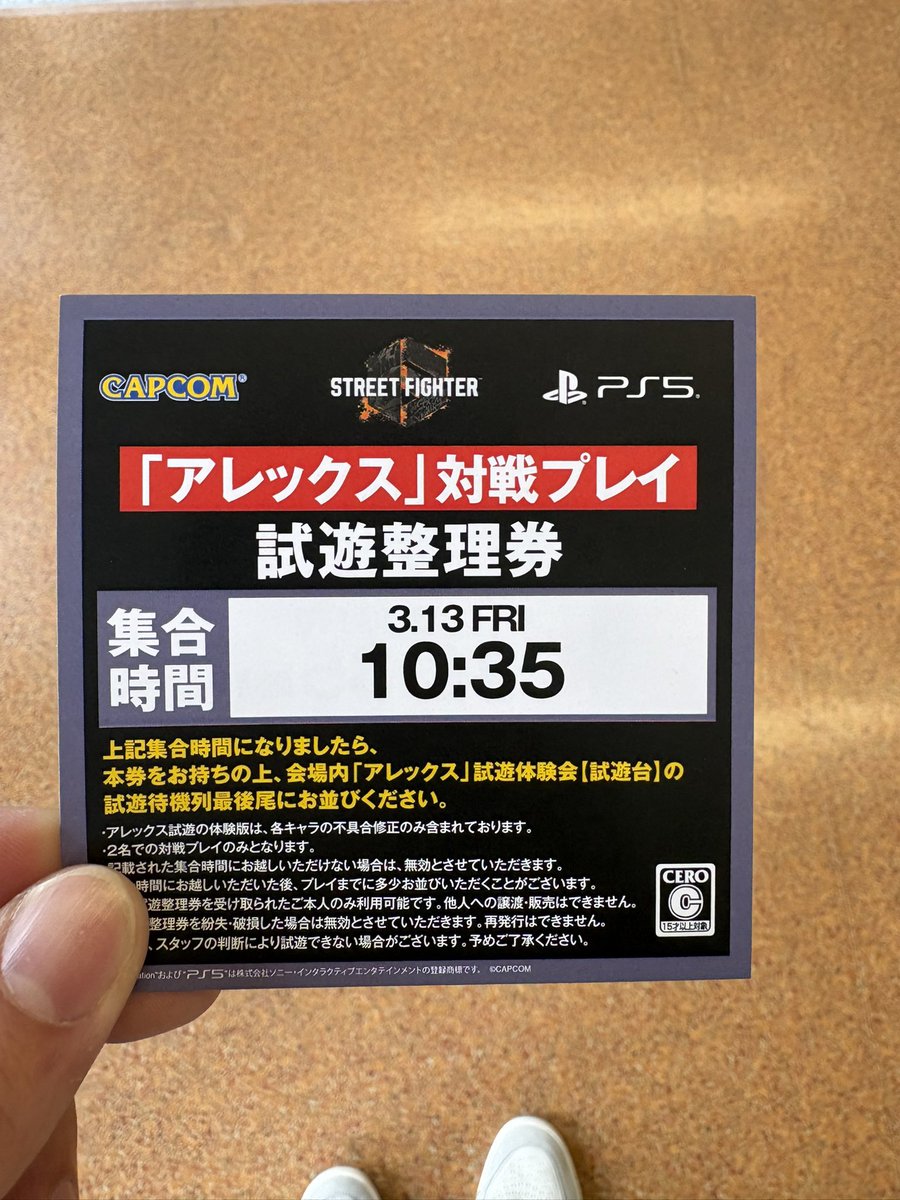 CAPCOM®
STREET FIGHTER
PS5®
「アレックス」対戦プレイ
試遊整理券
集合
時間
3.13 FRI
10:35
上記集合時間になりましたら、
本券をお持ちの上、会場内「アレックス」試遊体験会【試遊台】の
試遊待機列最後尾にお並びください。
・アレックス試遊の体験版は、各キャラの不具合修正のみ含まれております。
・2名での対戦プレイのみとなります。
記載された集合時間にお越しいただけない場合は、無効とさせていただきます。
時間にお越しいただいた後、プレイまでに多少お並びいただくことがございます。
遊整理券を受け取られたご本人のみ利用可能です。他人への譲渡・販売はできません。
整理券を紛失・破損した場合は無効とさせていただきます。再発行はできません。
、スタッフの判断により試遊できない場合がございます。予めご了承ください。
CERO
C
15才以上対象
ation"および"PS5"は株式会社ソニー・インタラクティブエンタテインメントの登録商標です。 ©CAPCOM